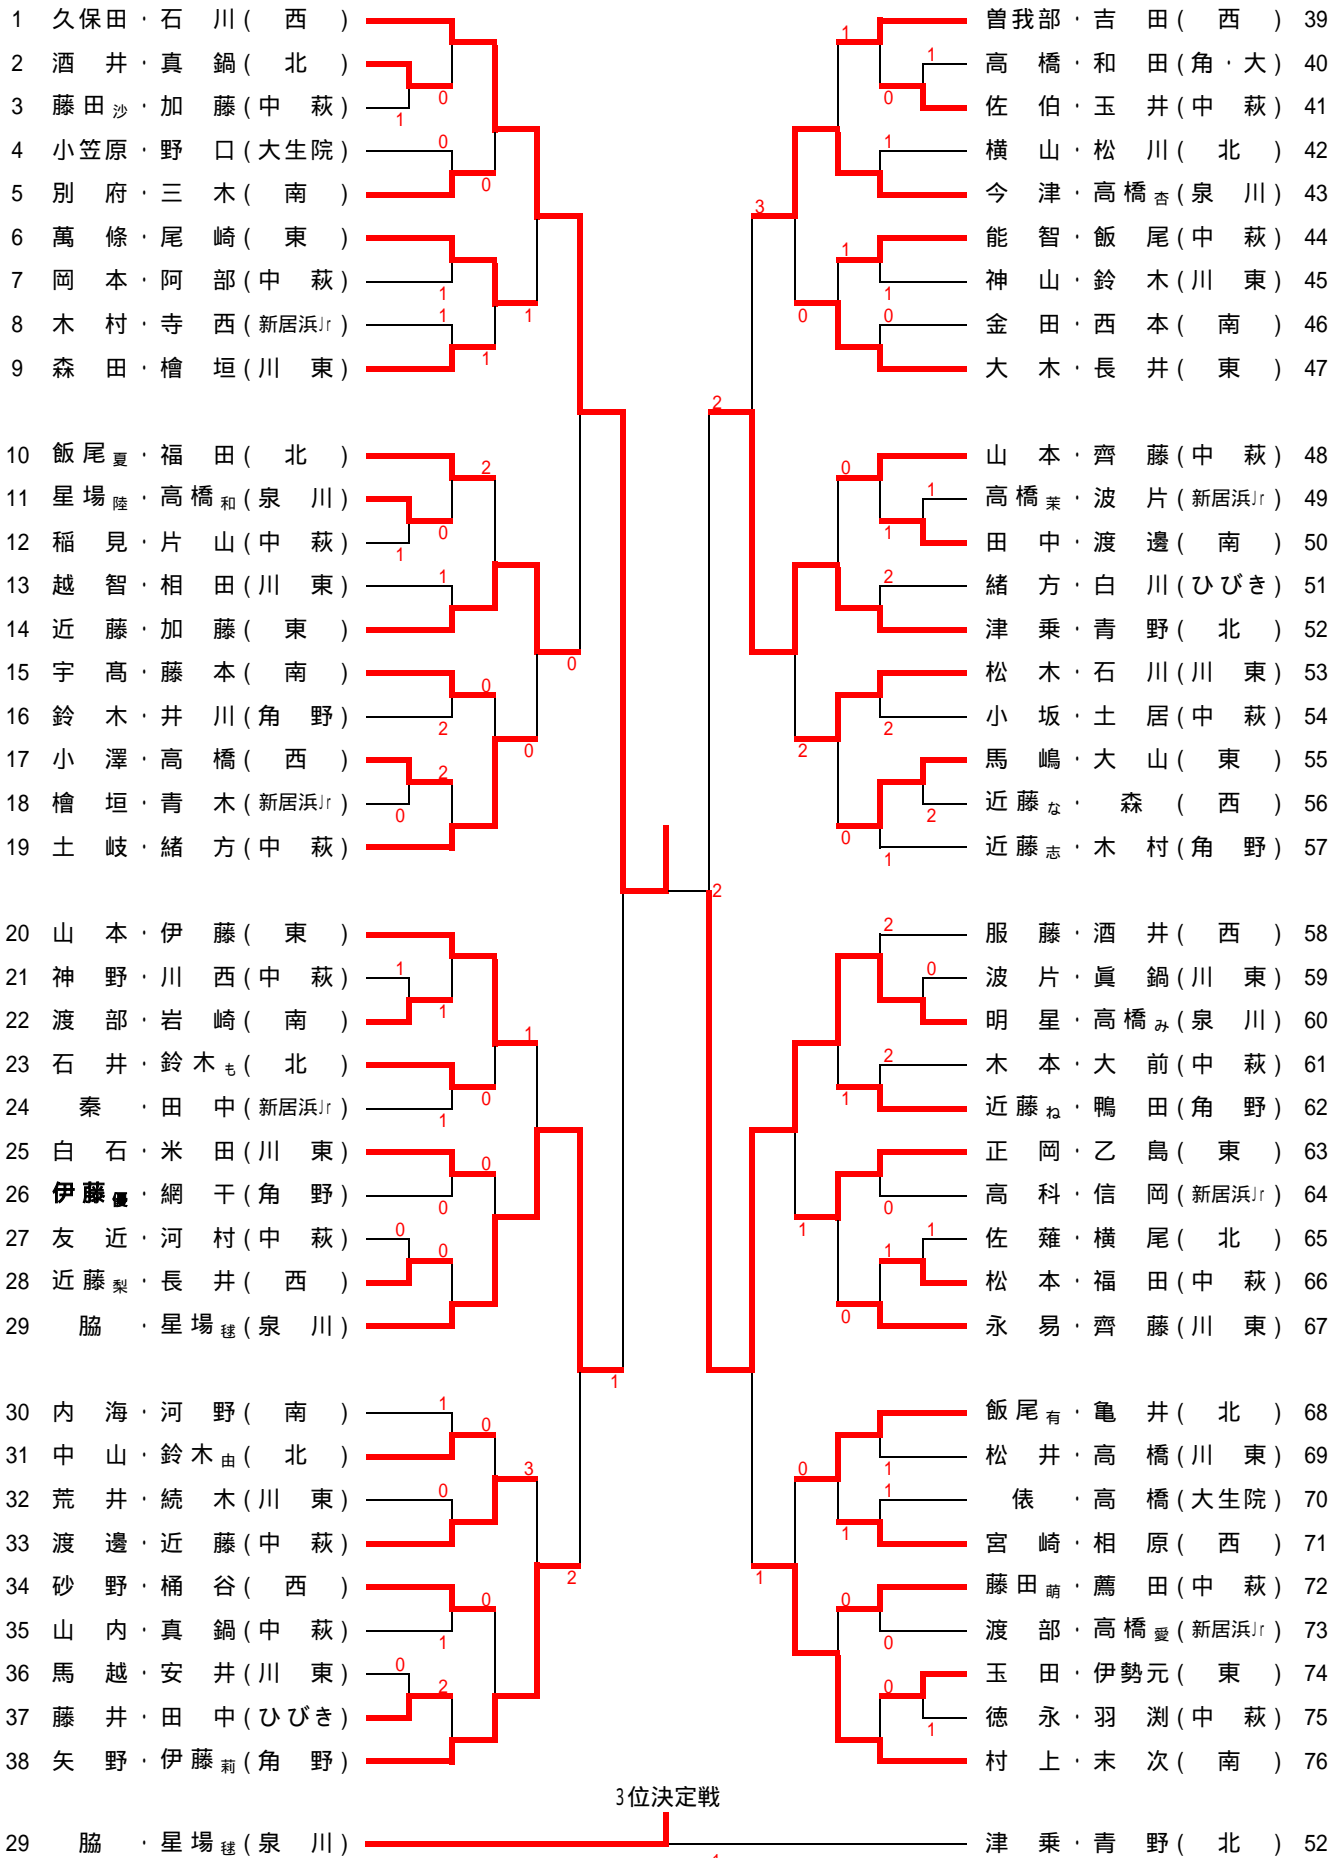 1 久保田・石川(西)
2 酒井・真鍋(北)
3 藤田沙・加藤(中萩)
4 小笠原・野口(大生院)
5 別府・三木(南)
6 萬條・尾崎(東)
7 岡本・阿部(中萩)
8 木村・寺西(新居浜Jr)
9 森田・檜垣(川東)
10 飯尾夏・福田(北)
11 星場陸・高橋和(泉川)
12 稲見・片山(中萩)
13 越智・相田(川東)
14 近藤・加藤(東)
15 宇髙・藤本(南)
16 鈴木・井川(角野)
17 小澤・高橋(西)
18 檜垣・青木(新居浜Jr)
19 土岐・緒方(中萩)
20 山本・伊藤(東)
21 神野・川西(中萩)
22 渡部・岩崎(南)
23 石井・鈴木も(北)
24 秦・田中(新居浜Jr)
25 白石・米田(川東)
26 伊藤優・網干(角野)
27 友近・河村(中萩)
28 近藤梨・長井(西)
29 脇・星場毬(泉川)
30 内海・河野(南)
31 中山・鈴木由(北)
32 荒井・続木(川東)
33 渡邊・近藤(中萩)
34 砂野・桶谷(西)
35 山内・真鍋(中萩)
36 馬越・安井(川東)
37 藤井・田中(ひびき)
38 矢野・伊藤莉(角野)
曽我部・吉田(西) 39
高橋・和田(角・大) 40
佐伯・玉井(中萩) 41
横山・松川(北) 42
今津・高橋杏(泉川) 43
能智・飯尾(中萩) 44
神山・鈴木(川東) 45
金田・西本(南) 46
大木・長井(東) 47
山本・齊藤(中萩) 48
高橋茉・波片(新居浜Jr) 49
田中・渡邊(南) 50
緒方・白川(ひびき) 51
津乗・青野(北) 52
松木・石川(川東) 53
小坂・土居(中萩) 54
馬嶋・大山(東) 55
近藤な・森(西) 56
近藤志・木村(角野) 57
服藤・酒井(西) 58
波片・眞鍋(川東) 59
明星・高橋み(泉川) 60
木本・大前(中萩) 61
近藤ね・鴨田(角野) 62
正岡・乙島(東) 63
高科・信岡(新居浜Jr) 64
佐薙・横尾(北) 65
松本・福田(中萩) 66
永易・齊藤(川東) 67
飯尾有・亀井(北) 68
松井・高橋(川東) 69
俵・高橋(大生院) 70
宮崎・相原(西) 71
藤田萌・薦田(中萩) 72
渡部・高橋愛(新居浜Jr) 73
玉田・伊勢元(東) 74
徳永・羽渕(中萩) 75
村上・末次(南) 76
3位決定戦
29 脇・星場毬(泉川)
津乗・青野(北) 52